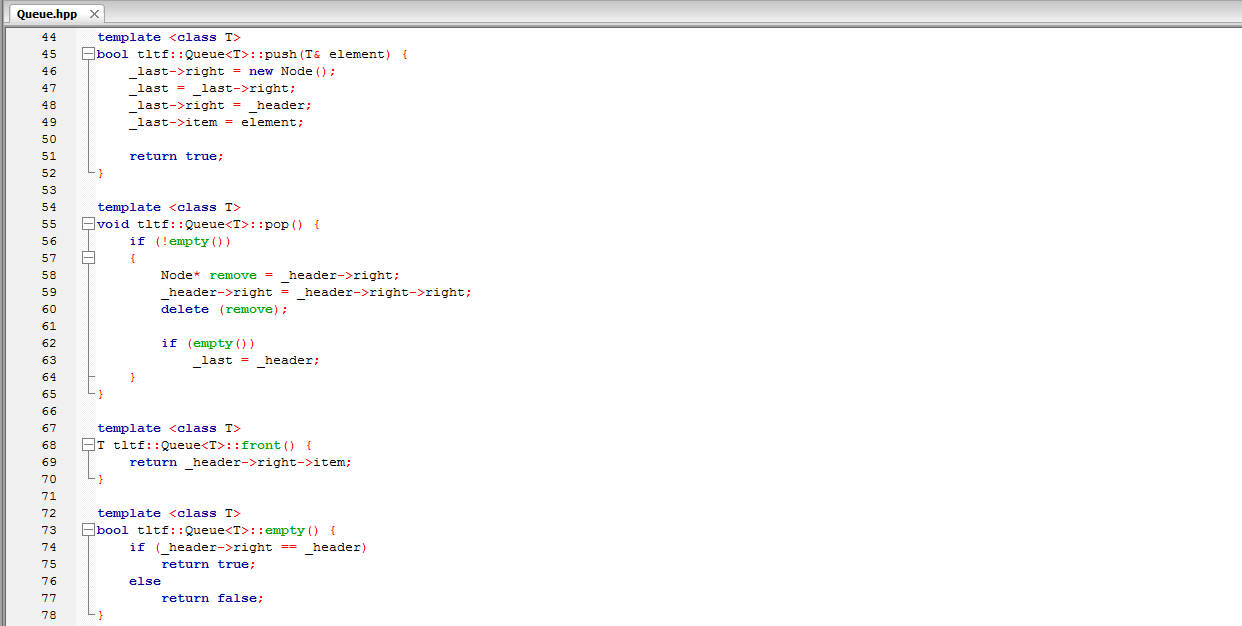 Queue.hpp
44 template <class T>
45 bool tltf::Queue<T>::push(T& element) {
46 _last->right = new Node();
47 _last = _last->right;
48 _last->right = _header;
49 _last->item = element;
50
51 return true;
52 }
53
54 template <class T>
55 void tltf::Queue<T>::pop() {
56 if (!empty())
57 {
58 Node* remove = _header->right;
59 _header->right = _header->right->right;
60 delete (remove);
61
62 if (empty())
63 _last = _header;
64 }
65 }
66
67 template <class T>
68 T tltf::Queue<T>::front() {
69 return _header->right->item;
70 }
71
72 template <class T>
73 bool tltf::Queue<T>::empty() {
74 if (_header->right == _header)
75 return true;
76 else
77 return false;
78 }